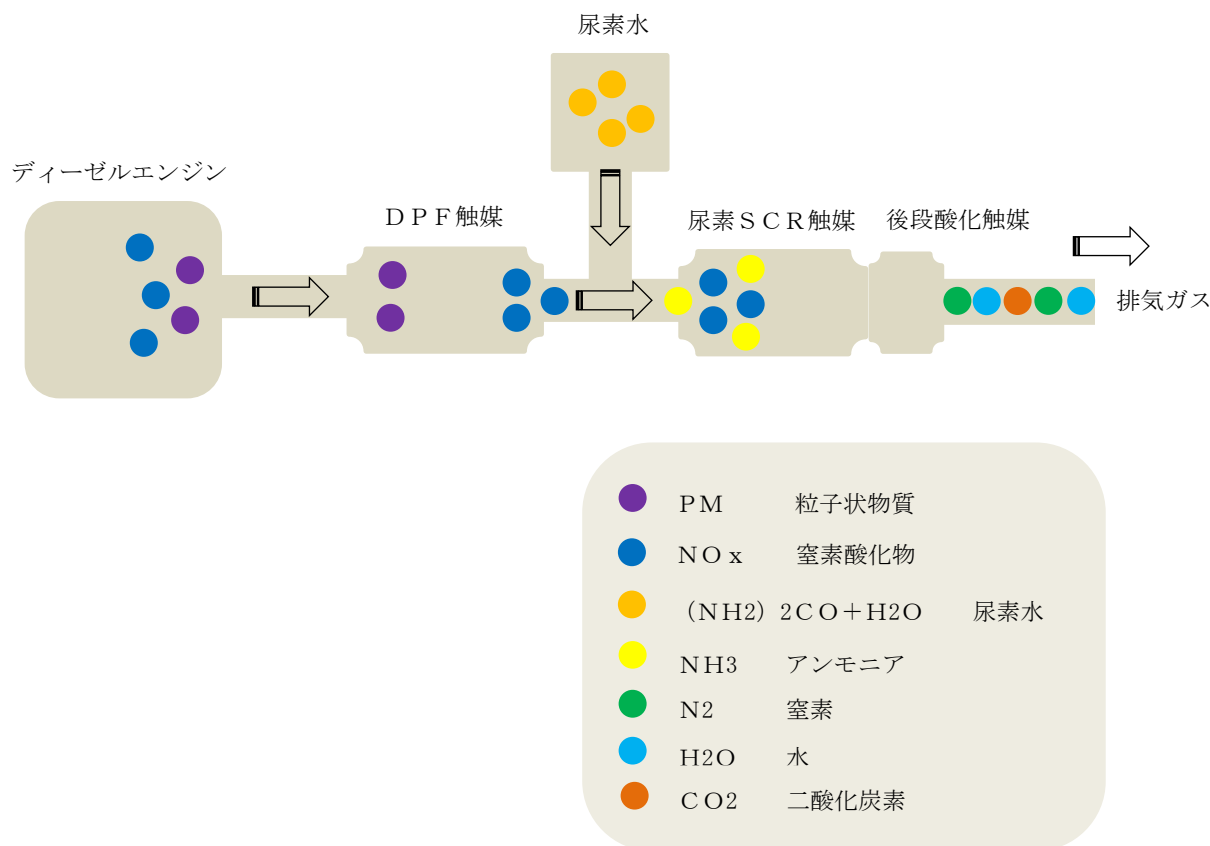 尿素水
ディーゼルエンジン
DPF触媒
尿素SCR触媒
後段酸化触媒
排気ガス
PM 粒子状物質
NOx 窒素酸化物
(NH2)2CO+H2O 尿素水
NH3 アンモニア
N2 窒素
H2O 水
CO2 二酸化炭素